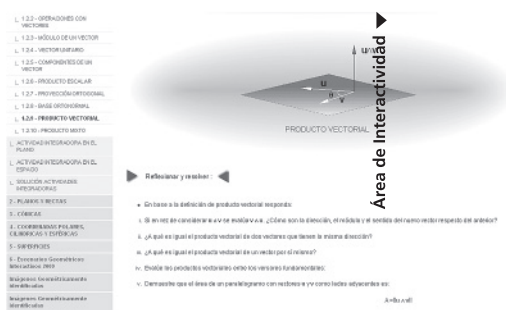 1.2.2 - OPERACIONES CON
VECTORES
1.2.3 - MÓDULO DE UN VECTOR
1.2.4 - VECTOR UNITARIO
1.2.5 - COMPONENTES DE UN
VECTOR
1.2.6 - PRODUCTO ESCALAR
1.2.7 - PROYECCIÓN ORTOGONAL
1.2.8 - BASE ORTONORMAL
1.2.9 - PRODUCTO VECTORIAL
1.2.10 - PRODUCTO MIXTO
ACTIVIDAD INTEGRADORA EN EL
PLANO
ACTIVIDAD INTEGRADORA EN EL
ESPACIO
SOLUCIÓN ACTIVIDADES
INTEGRADORAS
2 - PLANOS Y RECTAS
3 - CÓNICAS
4 - COORDENADAS POLARES,
CILÍNDRICAS Y ESFÉRICAS
5 - SUPERFICIES
6 - Escenarios Geométricos
Interactivos 2009
Imágenes Geométricamente
identificadas
Imágenes Geométricamente
identificadas
u
v
θ
PRODUCTO VECTORIAL
Área de Interactividad
Reflexionar y resolver :
En base a la definición de producto vectorial responda:
I. Si en vez de considerar u∧v se evalúa v∧u. ¿Cómo son la dirección, el módulo y el sentido del nuevo vector respecto del anterior?
II. ¿A qué es igual el producto vectorial de dos vectores que tienen la misma dirección?
III. ¿A qué es igual el producto vectorial de un vector por sí mismo?
IV. Evalúe los productos vectoriales entre los versores fundamentales:
V. Demuestre que el área de un paralelogramo con vectores u y v como lados adyacentes es:
A=||u∧v||